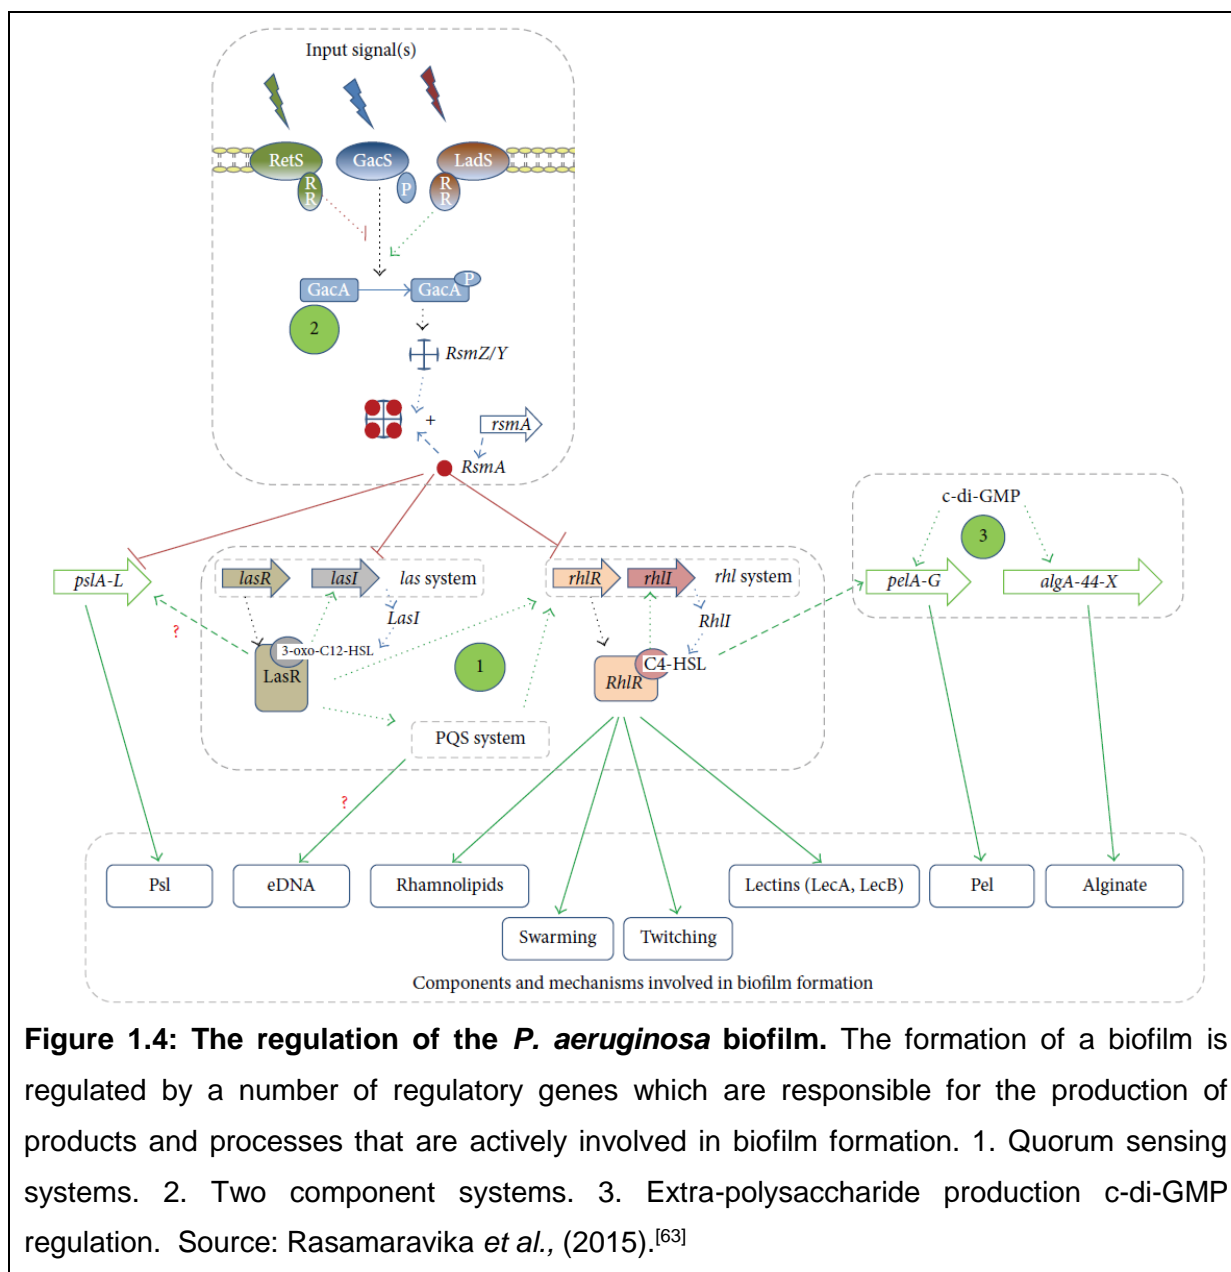 Input signal(s)
RetS
GacS
LadS
R
R
P
R
R
GacA
GacA
P
2
RsmZ/Y
+
rsmA
RsmA
c-di-GMP
3
pslA-L
lasR
lasI
las system
rhlR
rhlI
rhl system
pelA-G
algA-44-X
?
LasI
RhlI
3-oxo-C12-HSL
LasR
1
C4-HSL
RhlR
PQS system
?
Psl
eDNA
Rhamnolipids
Lectins (LecA, LecB)
Pel
Alginate
Swarming
Twitching
Components and mechanisms involved in biofilm formation
Figure 1.4: The regulation of the P. aeruginosa biofilm. The formation of a biofilm is
regulated by a number of regulatory genes which are responsible for the production of
products and processes that are actively involved in biofilm formation. 1. Quorum sensing
systems. 2. Two component systems. 3. Extra-polysaccharide production c-di-GMP
regulation. Source: Rasamaravika et al., (2015).[63]